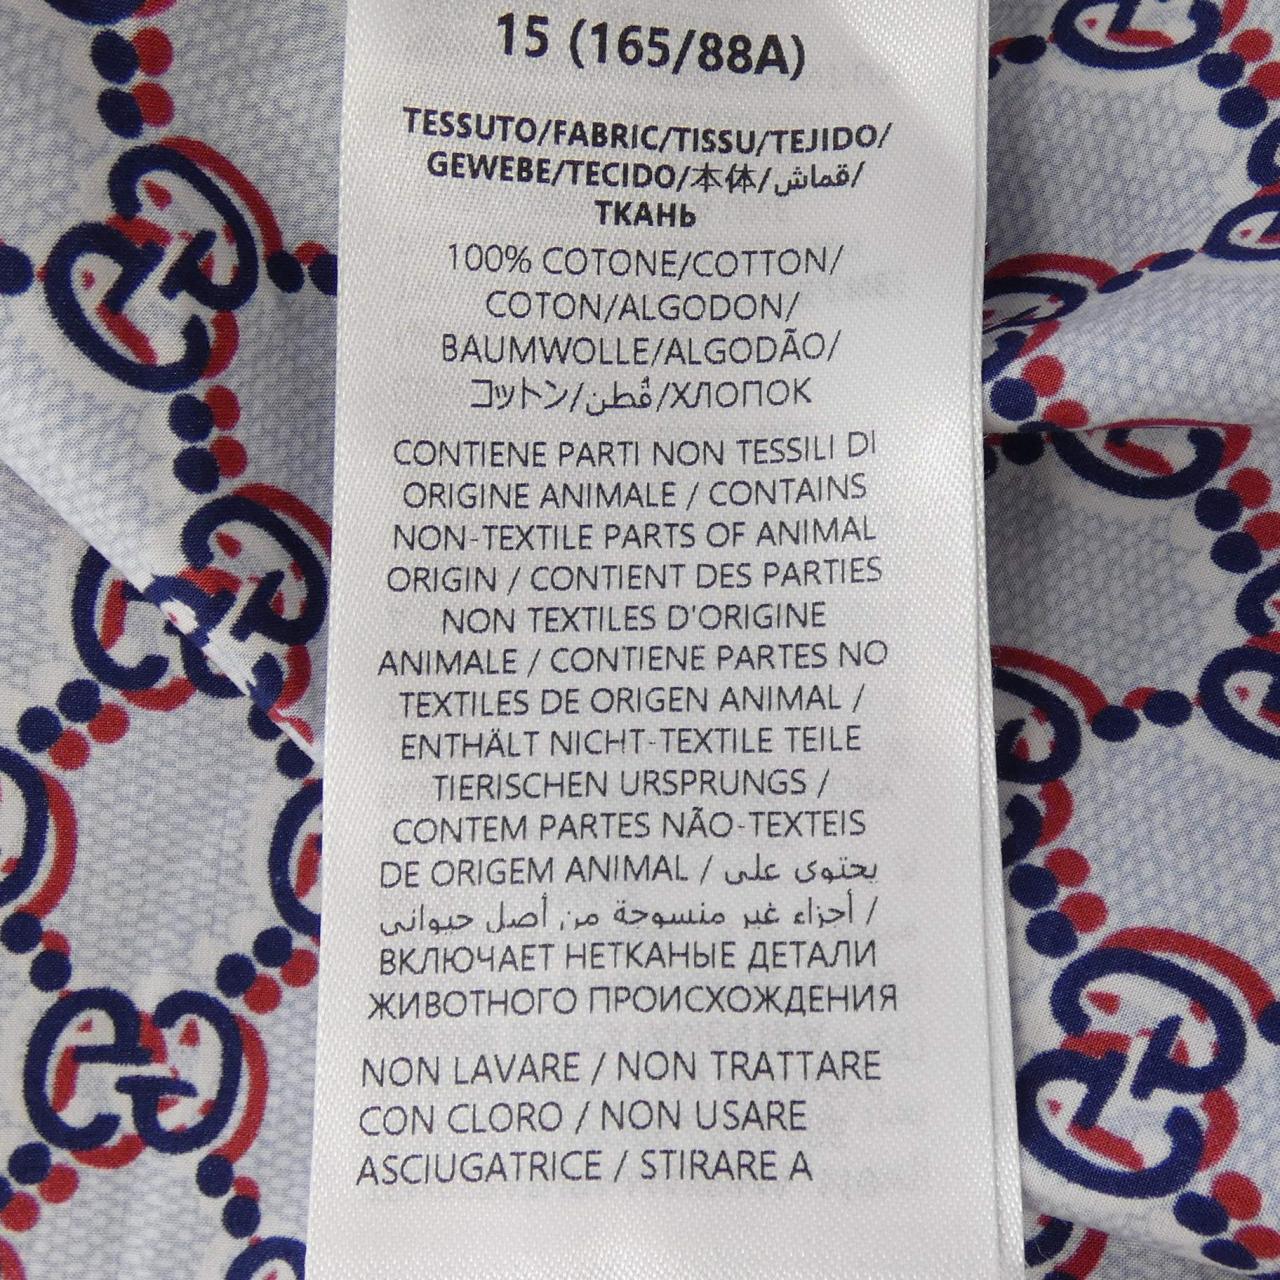 15 (165/88A)
TESSUTO/FABRIC/TISSU/TEJIDO/
GEWEBE/TECIDO/本体/قماش/
ТКАНЬ
100% COTONE/COTTON/
COTON/ALGODON/
BAUMWOLLE/ALGODÃO/
コットン/قُطن/ХЛОПОК
CONTIENE PARTI NON TESSILI DI
ORIGINE ANIMALE / CONTAINS
NON-TEXTILE PARTS OF ANIMAL
ORIGIN / CONTIENT DES PARTIES
NON TEXTILES D'ORIGINE
ANIMALE / CONTIENE PARTES NO
TEXTILES DE ORIGEN ANIMAL /
ENTHÄLT NICHT-TEXTILE TEILE
TIERISCHEN URSPRUNGS /
CONTEM PARTES NÃO-TEXTEIS
DE ORIGEM ANIMAL / يحتوى على
أجزاء غير منسوجة من أصل حيوانى /
ВКЛЮЧАЕТ НЕТКАНЫЕ ДЕТАЛИ
ЖИВОТНОГО ПРОИСХОЖДЕНИЯ
NON LAVARE / NON TRATTARE
CON CLORO / NON USARE
ASCIUGATRICE / STIRARE A